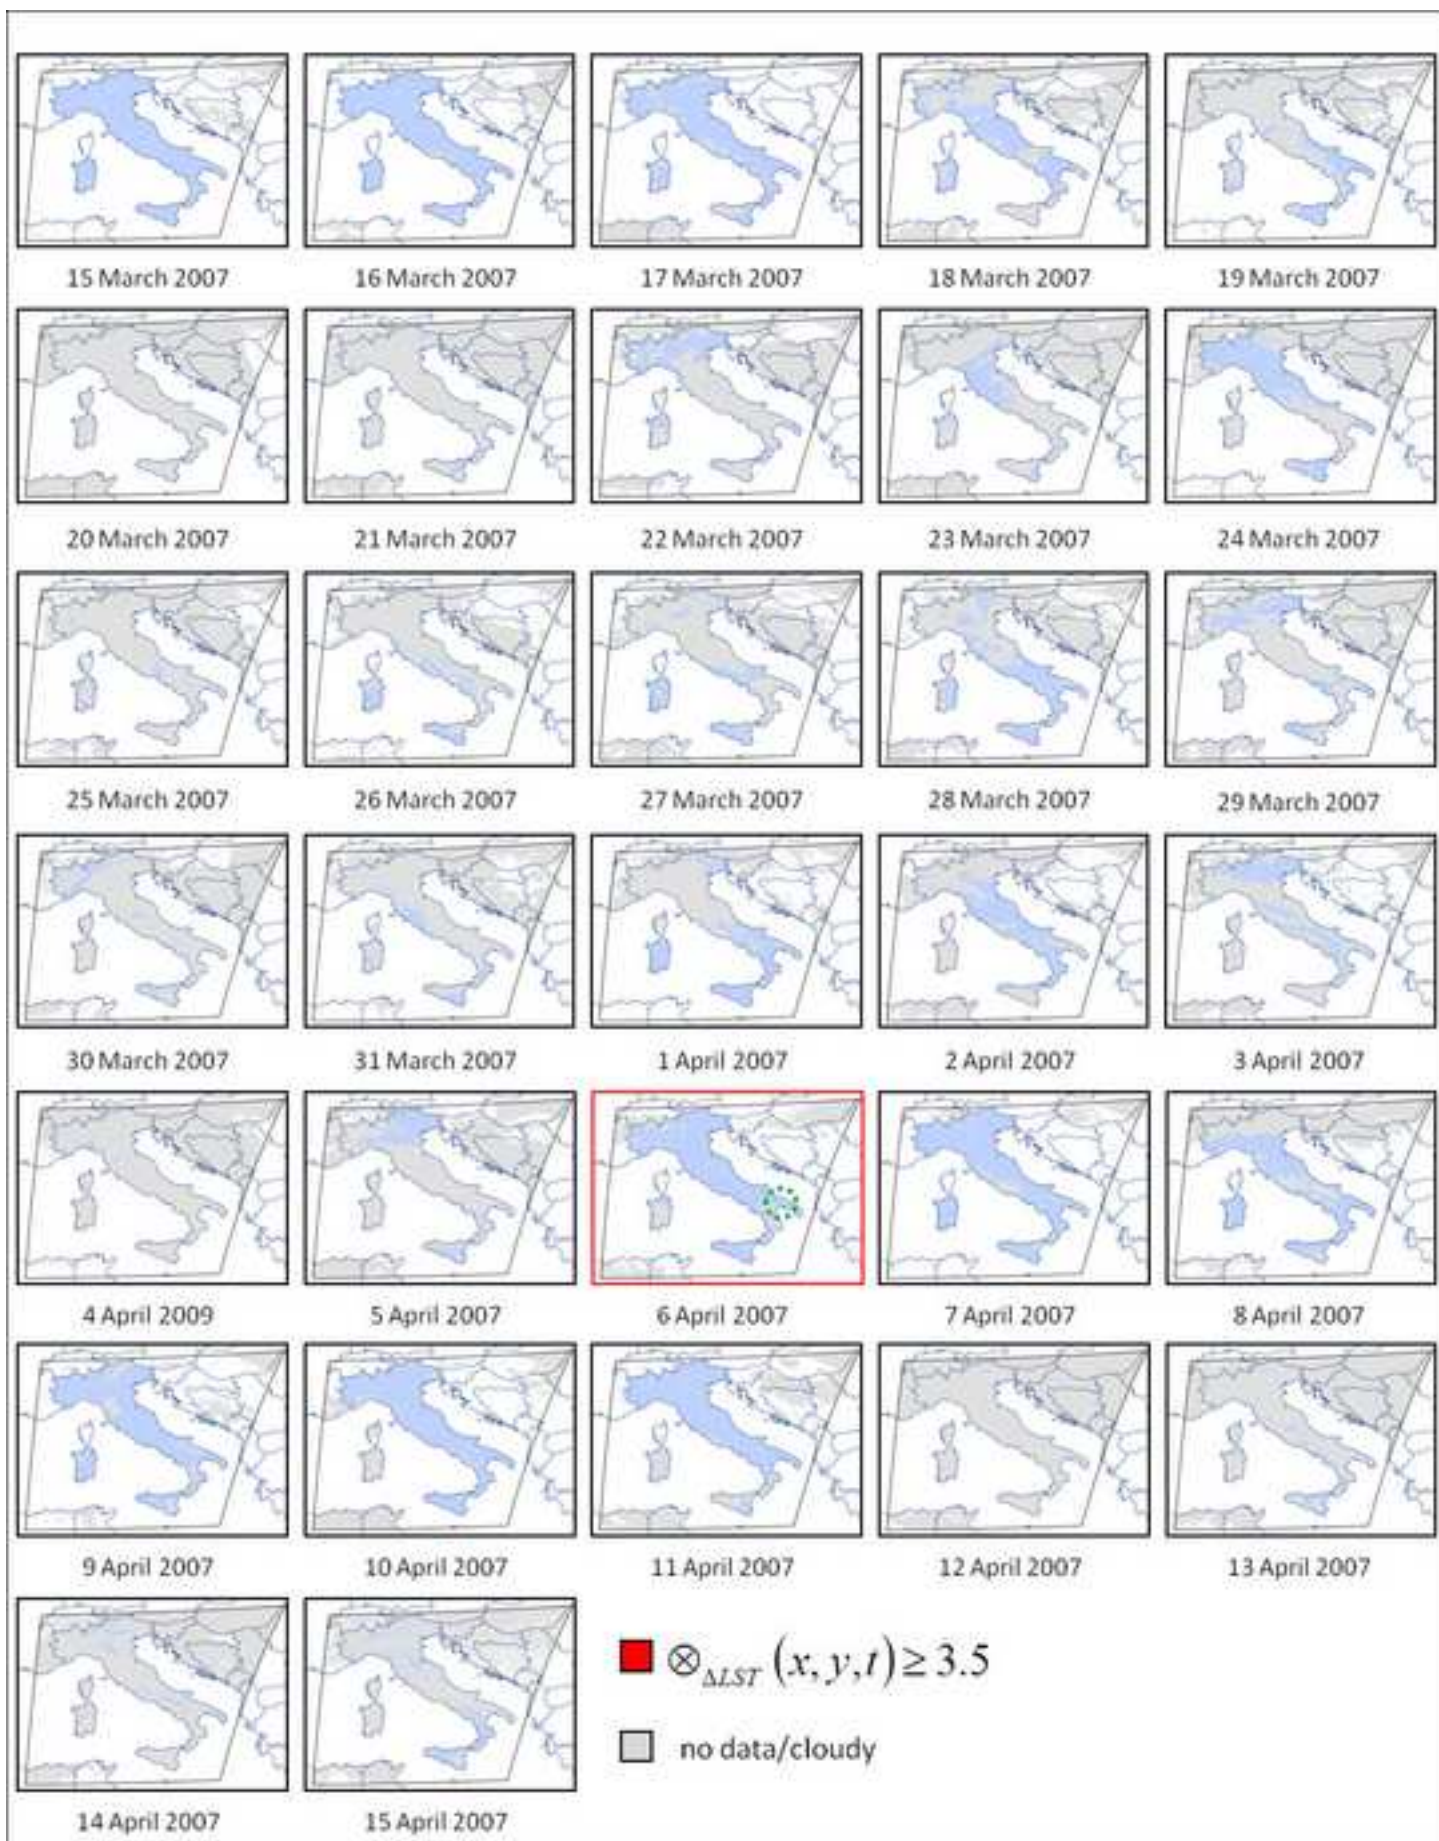 15 March 2007 16 March 2007 17 March 2007 18 March 2007 19 March 2007
20 March 2007 21 March 2007 22 March 2007 23 March 2007 24 March 2007
25 March 2007 26 March 2007 27 March 2007 28 March 2007 29 March 2007
30 March 2007 31 March 2007 1 April 2007 2 April 2007 3 April 2007
4 April 2009 5 April 2007 6 April 2007 7 April 2007 8 April 2007
9 April 2007 10 April 2007 11 April 2007 12 April 2007 13 April 2007
⊗ΔLST (x, y, t) ≥ 3.5
no data/cloudy
14 April 2007 15 April 2007